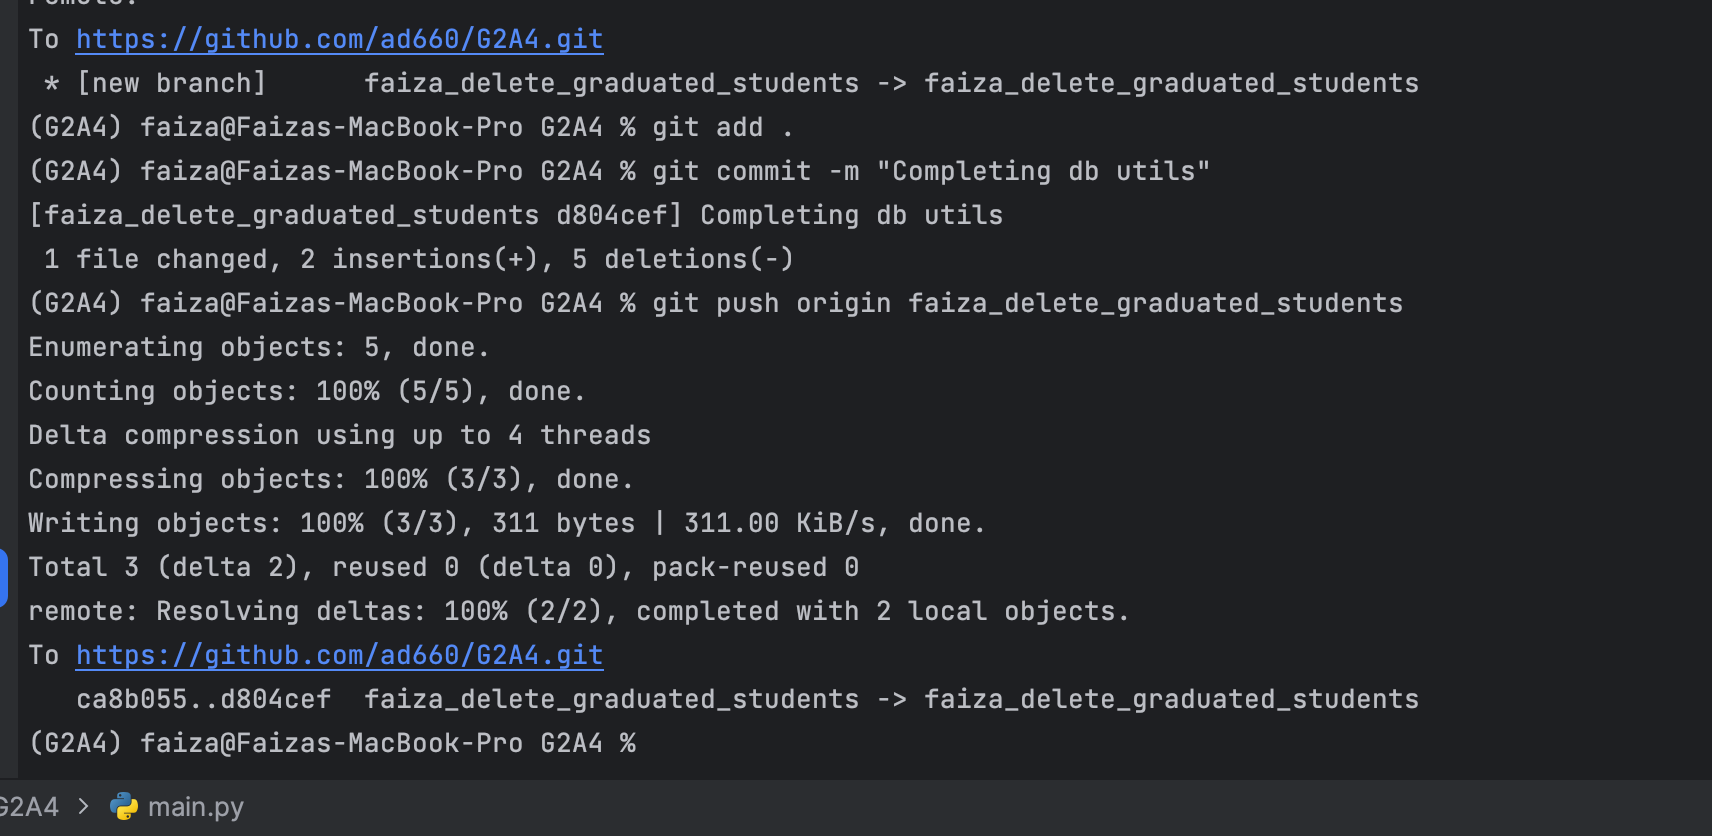 remote:
To https://github.com/ad660/G2A4.git
 * [new branch]      faiza_delete_graduated_students -> faiza_delete_graduated_students
(G2A4) faiza@Faizas-MacBook-Pro G2A4 % git add .
(G2A4) faiza@Faizas-MacBook-Pro G2A4 % git commit -m "Completing db utils"
[faiza_delete_graduated_students d804cef] Completing db utils
 1 file changed, 2 insertions(+), 5 deletions(-)
(G2A4) faiza@Faizas-MacBook-Pro G2A4 % git push origin faiza_delete_graduated_students
Enumerating objects: 5, done.
Counting objects: 100% (5/5), done.
Delta compression using up to 4 threads
Compressing objects: 100% (3/3), done.
Writing objects: 100% (3/3), 311 bytes | 311.00 KiB/s, done.
Total 3 (delta 2), reused 0 (delta 0), pack-reused 0
remote: Resolving deltas: 100% (2/2), completed with 2 local objects.
To https://github.com/ad660/G2A4.git
   ca8b055..d804cef  faiza_delete_graduated_students -> faiza_delete_graduated_students
(G2A4) faiza@Faizas-MacBook-Pro G2A4 %
G2A4 > main.py